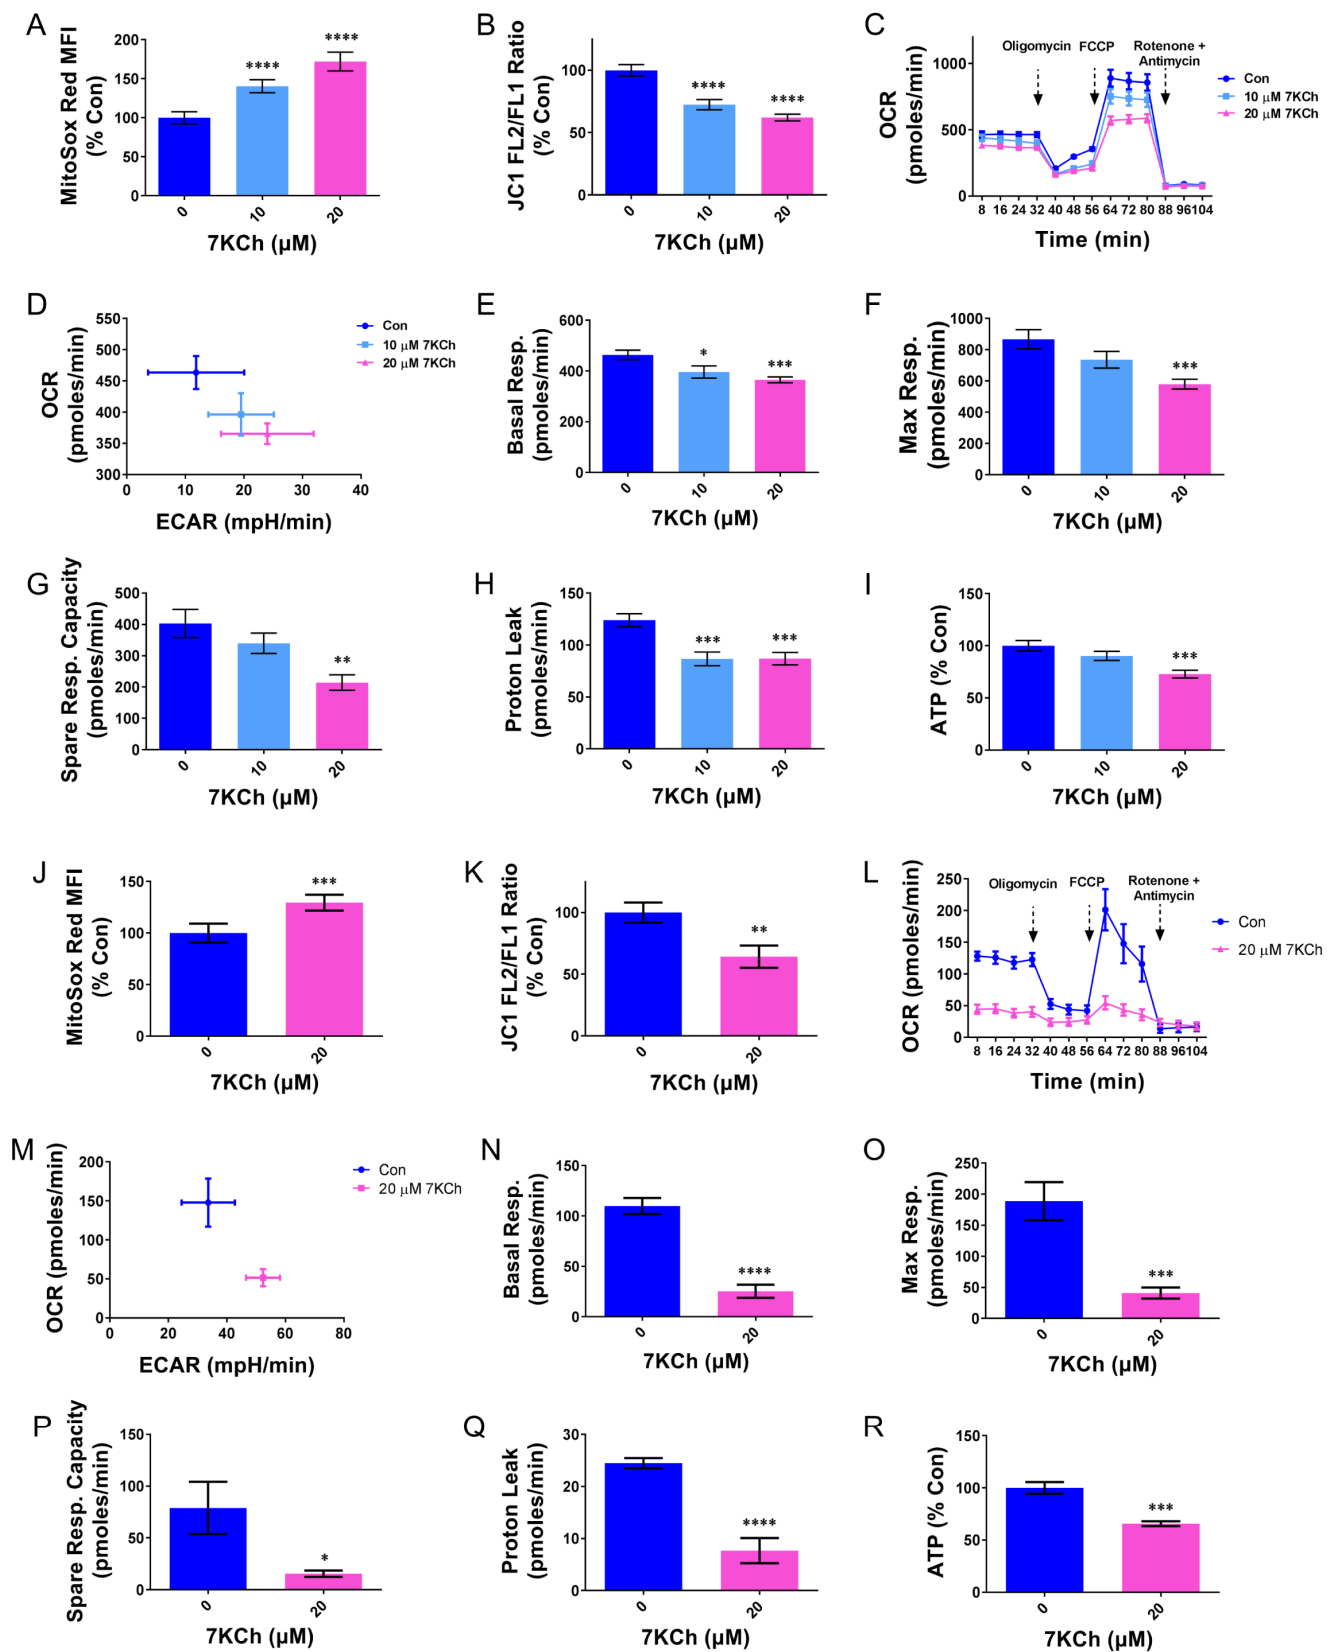 A
MitoSox Red MFI
(% Con)
200
150
100
50
0
****
****
0
10
20
7KCh (µM)
B
JC1 FL2/FL1 Ratio
(% Con)
100
50
0
****
****
0
10
20
7KCh (µM)
C
OCR
(pmoles/min)
1000
500
0
Oligomycin
FCCP
Rotenone +
Antimycin
Con
10 µM 7KCh
20 µM 7KCh
8 16 24 32 40 48 56 64 72 80 88 96 104
Time (min)
D
OCR
(pmoles/min)
550
500
450
400
350
300
0 10 20 30 40
ECAR (mpH/min)
Con
10 µM 7KCh
20 µM 7KCh
E
Basal Resp.
(pmoles/min)
600
400
200
0
*
***
0
10
20
7KCh (µM)
F
Max Resp.
(pmoles/min)
1000
800
600
400
200
0
***
0
10
20
7KCh (µM)
G
Spare Resp. Capacity
(pmoles/min)
500
400
300
200
100
0
**
0
10
20
7KCh (µM)
H
Proton Leak
(pmoles/min)
150
100
50
0
***
***
0
10
20
7KCh (µM)
I
ATP (% Con)
150
100
50
0
***
0
10
20
7KCh (µM)
J
MitoSox Red MFI
(% Con)
150
100
50
0
***
0
20
7KCh (µM)
K
JC1 FL2/FL1 Ratio
(% Con)
100
50
0
**
0
20
7KCh (µM)
L
OCR (pmoles/min)
250
200
150
100
50
0
Oligomycin
FCCP
Rotenone +
Antimycin
Con
20 µM 7KCh
8 16 24 32 40 48 56 64 72 80 88 96 104
Time (min)
M
OCR (pmoles/min)
200
150
100
50
0
0 20 40 60 80
ECAR (mpH/min)
Con
20 µM 7KCh
N
Basal Resp.
(pmoles/min)
150
100
50
0
****
0
20
7KCh (µM)
O
Max Resp.
(pmoles/min)
250
200
150
100
50
0
***
0
20
7KCh (µM)
P
Spare Resp. Capacity
(pmoles/min)
150
100
50
0
*
0
20
7KCh (µM)
Q
Proton Leak
(pmoles/min)
30
20
10
0
****
0
20
7KCh (µM)
R
ATP (% Con)
150
100
50
0
***
0
20
7KCh (µM)